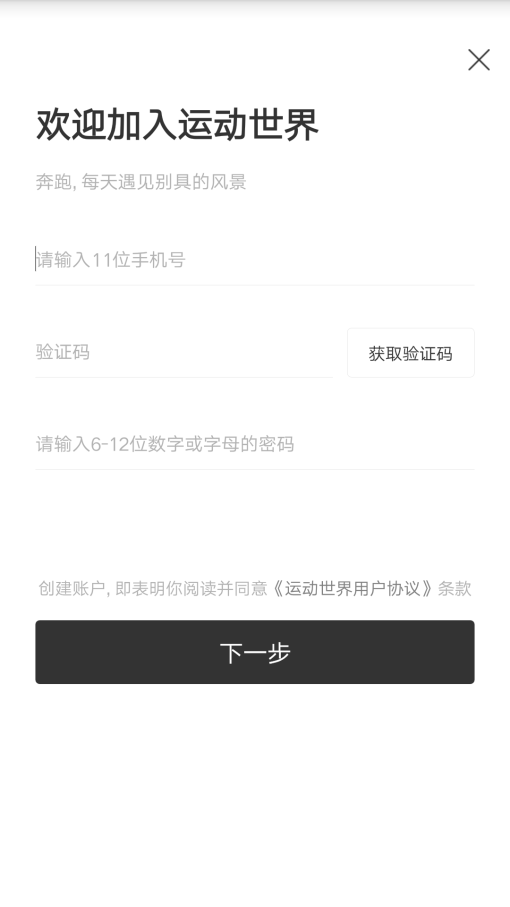 欢迎加入运动世界
奔跑, 每天遇见别具的风景
请输入11位手机号
验证码
获取验证码
请输入6-12位数字或字母的密码
创建账户, 即表明你阅读并同意《运动世界用户协议》条款
下一步